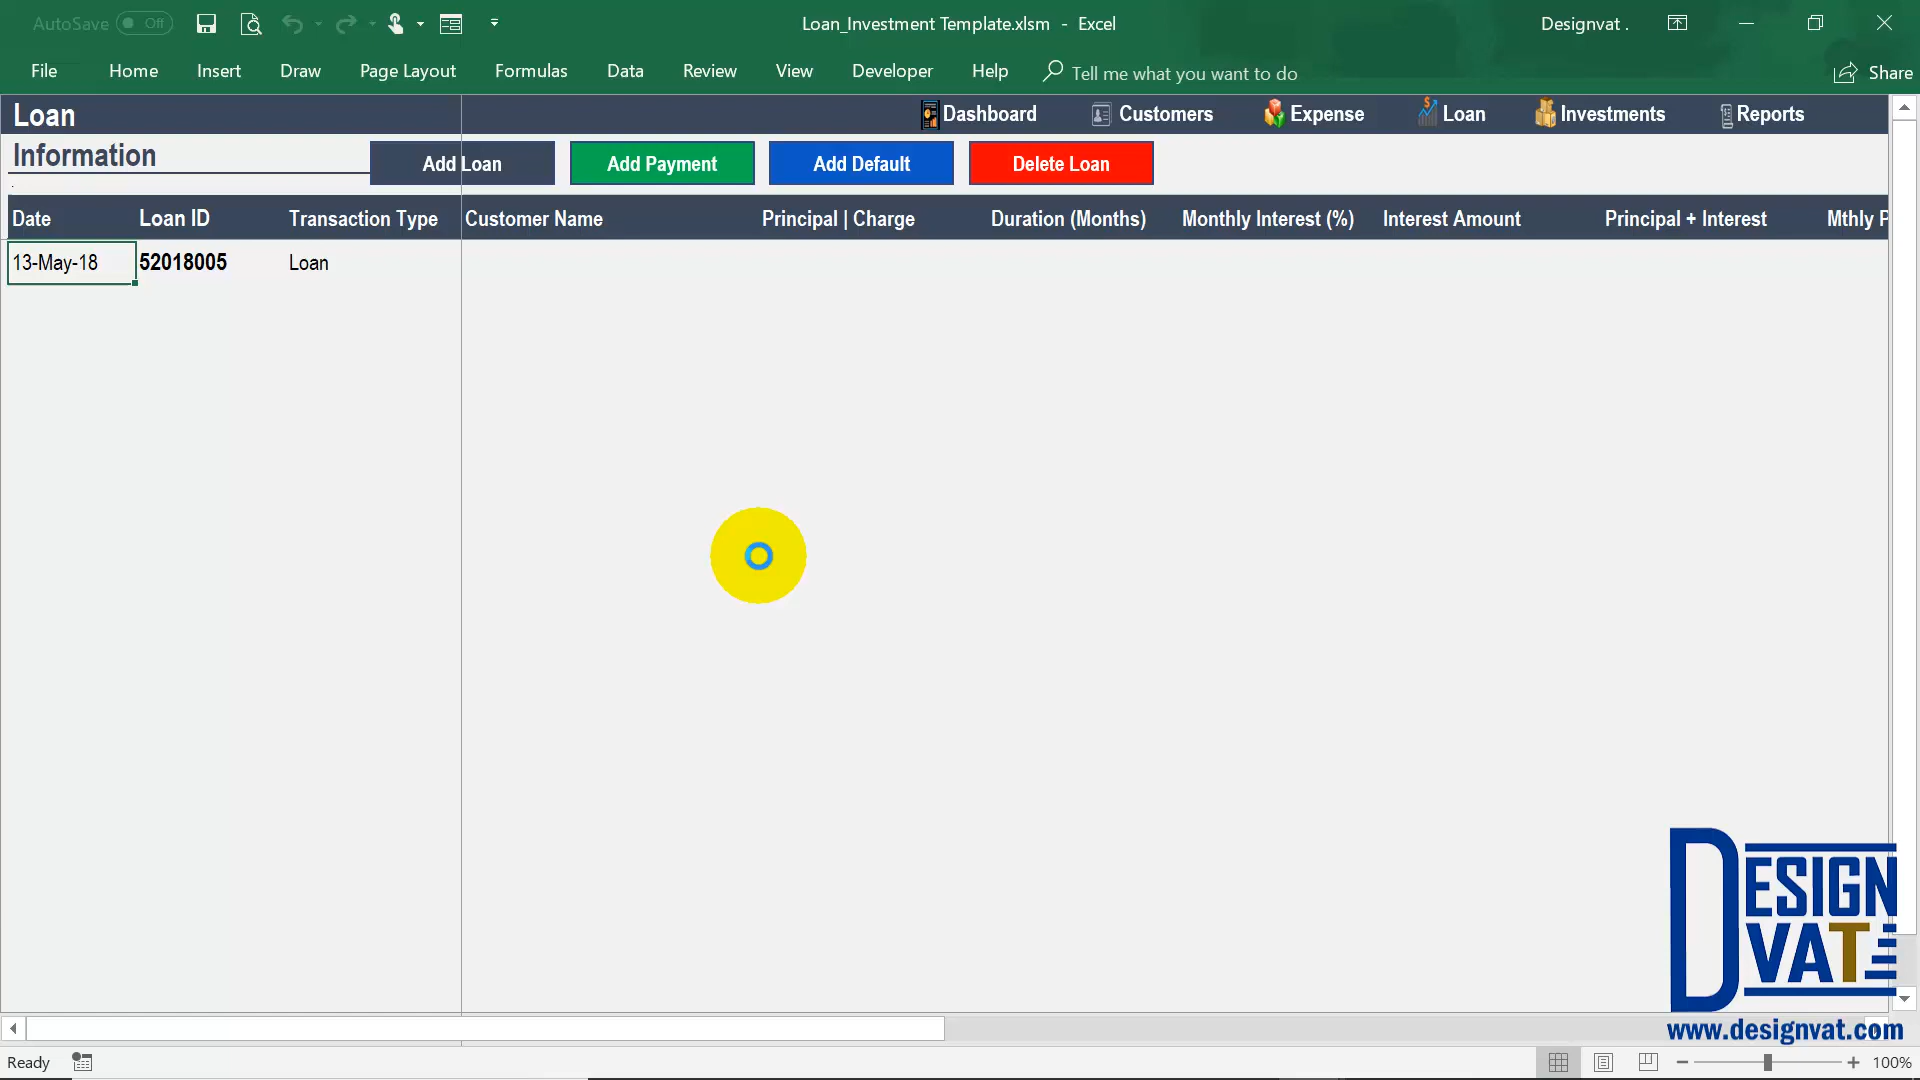 AutoSave Off
Loan_Investment Template.xlsm - Excel
Designvat .
File Home Insert Draw Page Layout Formulas Data Review View Developer Help Tell me what you want to do Share
Loan
Dashboard Customers Expense Loan Investments Reports
Information
Add Loan Add Payment Add Default Delete Loan
Date Loan ID Transaction Type Customer Name Principal | Charge Duration (Months) Monthly Interest (%) Interest Amount Principal + Interest Mthly P
13-May-18 52018005 Loan
DESIGN
VAT
www.designvat.com
Ready
100%